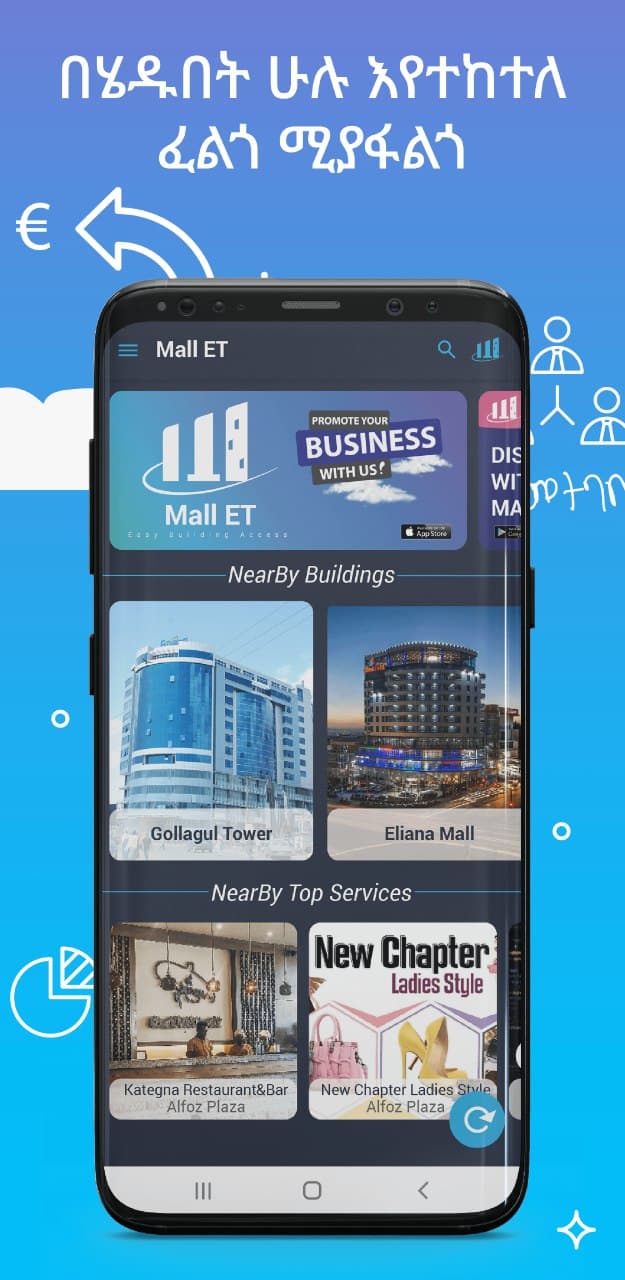 በሄዱበት ሁሉ እየተከተለ
ፈልጎ ሚያፋልጎ
€
Mall ET
PROMOTE YOUR
BUSINESS
WITH US!
Mall ET
Easy Building Access
App Store
DIS
WIT
MA
NearBy Buildings
Gollagul Tower
Eliana Mall
NearBy Top Services
New Chapter
Ladies Style
Kategna Restaurant&Bar
Alfoz Plaza
New Chapter Ladies Style
Alfoz Plaza